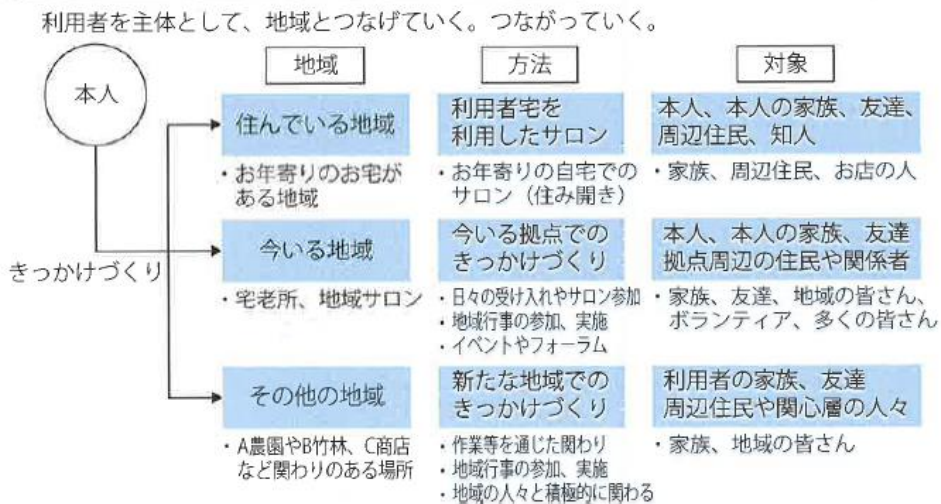 利用者を主体として、地域とつなげていく。つながっていく。
本人
きっかけづくり
地域
方法
対象
住んでいる地域
利用者宅を
利用したサロン
本人、本人の家族、友達、
周辺住民、知人
・お年寄りのお宅が
ある地域
・お年寄りの自宅での
サロン（住み開き）
・家族、周辺住民、お店の人
今いる地域
今いる拠点での
きっかけづくり
本人、本人の家族、友達
拠点周辺の住民や関係者
・宅老所、地域サロン
・日々の受け入れやサロン参加
・地域行事の参加、実施
・イベントやフォーラム
・家族、友達、地域の皆さん、
ボランティア、多くの皆さん
その他の地域
新たな地域での
きっかけづくり
利用者の家族、友達
周辺住民や関心層の人々
・A農園やB竹林、C商店
など関わりのある場所
・作業等を通じた関わり
・地域行事の参加、実施
・地域の人々と積極的に関わる
・家族、地域の皆さん